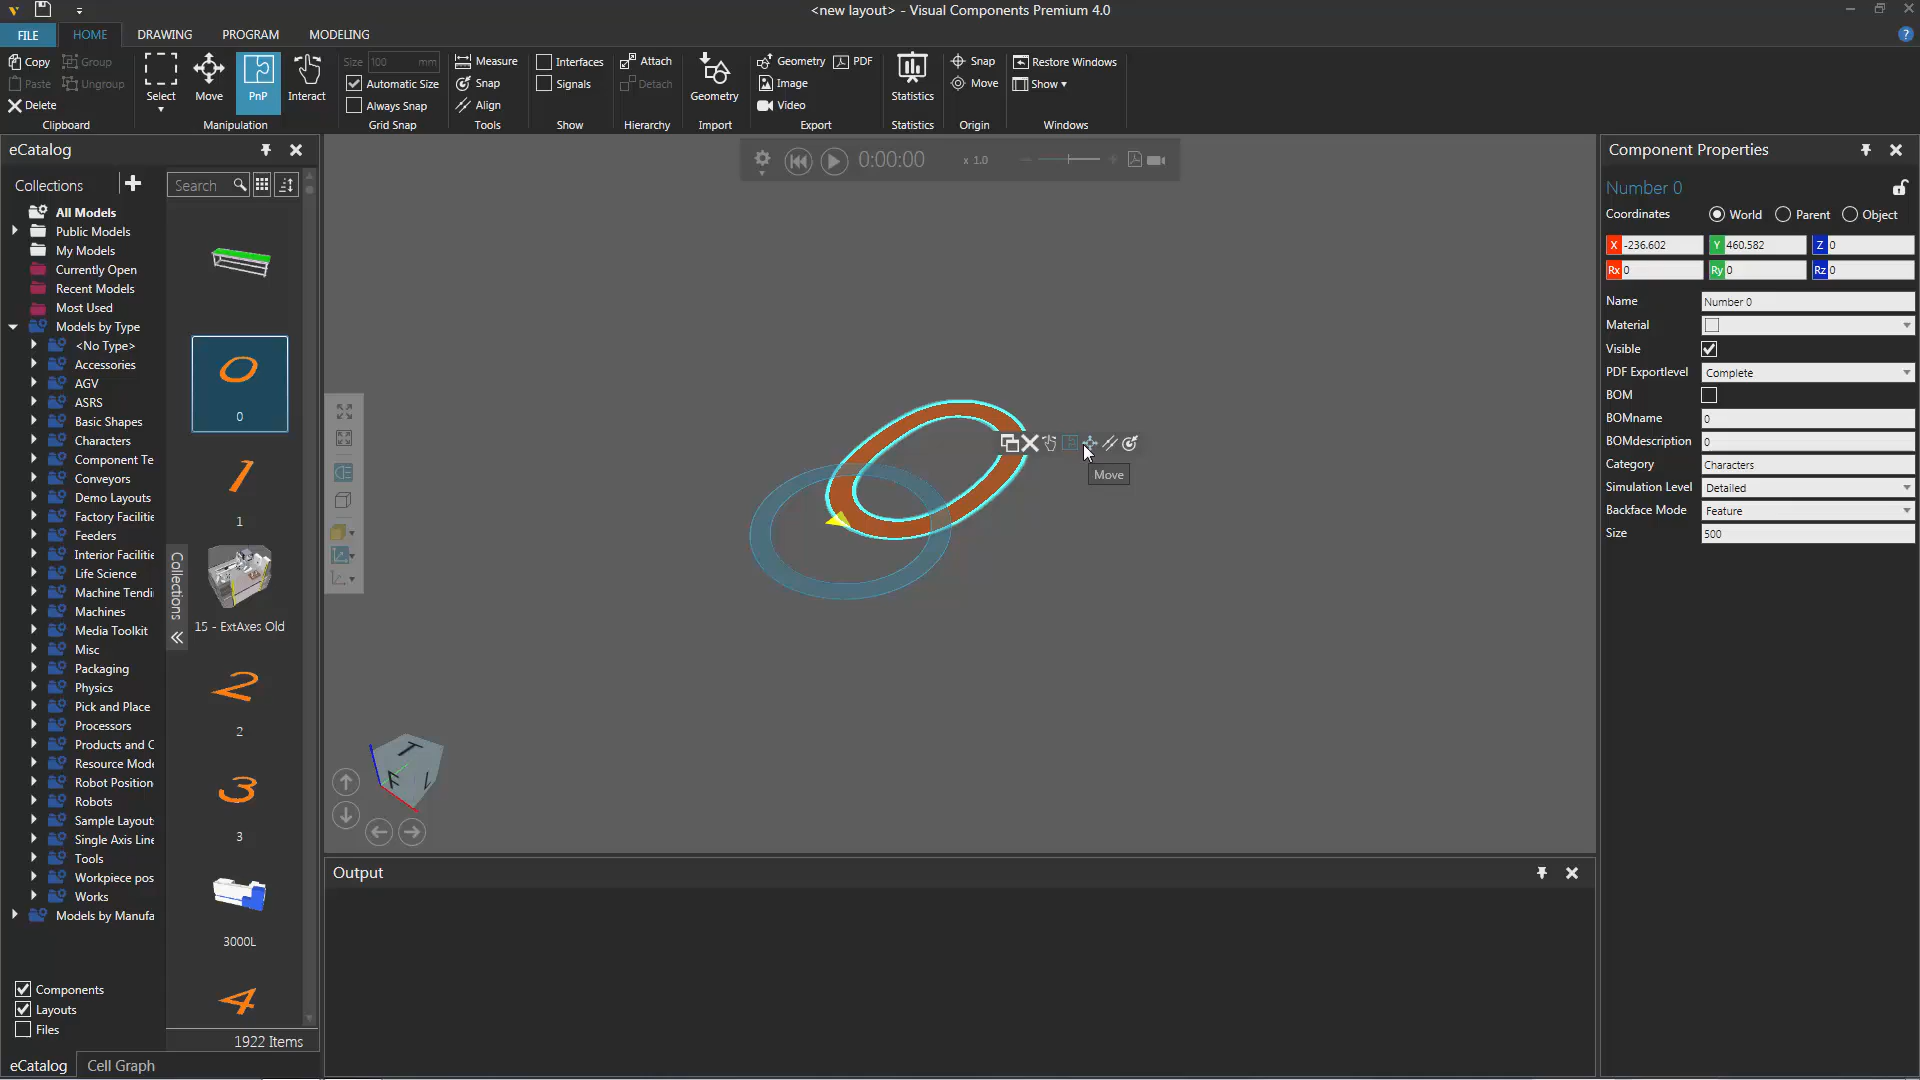 <new layout> - Visual Components Premium 4.0
FILE HOME DRAWING PROGRAM MODELING
Copy Group
Paste Ungroup
Delete
Clipboard
Select Move PnP Interact
Manipulation
Size 100 mm
Automatic Size
Always Snap
Grid Snap
Measure
Snap
Align
Tools
Interfaces
Signals
Show
Attach
Detach
Hierarchy
Geometry
Import
Geometry PDF
Image
Video
Export
Statistics
Statistics
Snap
Move
Origin
Restore Windows
Show
Windows
eCatalog
Collections
Search
All Models
Public Models
My Models
Currently Open
Recent Models
Most Used
Models by Type
<No Type>
Accessories
AGV
ASRS
Basic Shapes
Characters
Component Te
Conveyors
Demo Layouts
Factory Facilitie
Feeders
Interior Facilitie
Life Science
Machine Tendi
Machines
Media Toolkit
Misc
Packaging
Physics
Pick and Place
Processors
Products and C
Resource Mode
Robot Position
Robots
Sample Layout
Single Axis Line
Tools
Workpiece pos
Works
Models by Manufa
Components
Layouts
Files
Collections
0
0
1
1
15 - ExtAxes Old
2
2
3
3
3000L
4
1922 Items
eCatalog Cell Graph
0:00:00 x 1.0
Move
T
F L
Output
Component Properties
Number 0
Coordinates World Parent Object
X -236.602 Y 460.582 Z 0
Rx 0 Ry 0 Rz 0
Name Number 0
Material
Visible
PDF Exportlevel Complete
BOM
BOMname 0
BOMdescription 0
Category Characters
Simulation Level Detailed
Backface Mode Feature
Size 500